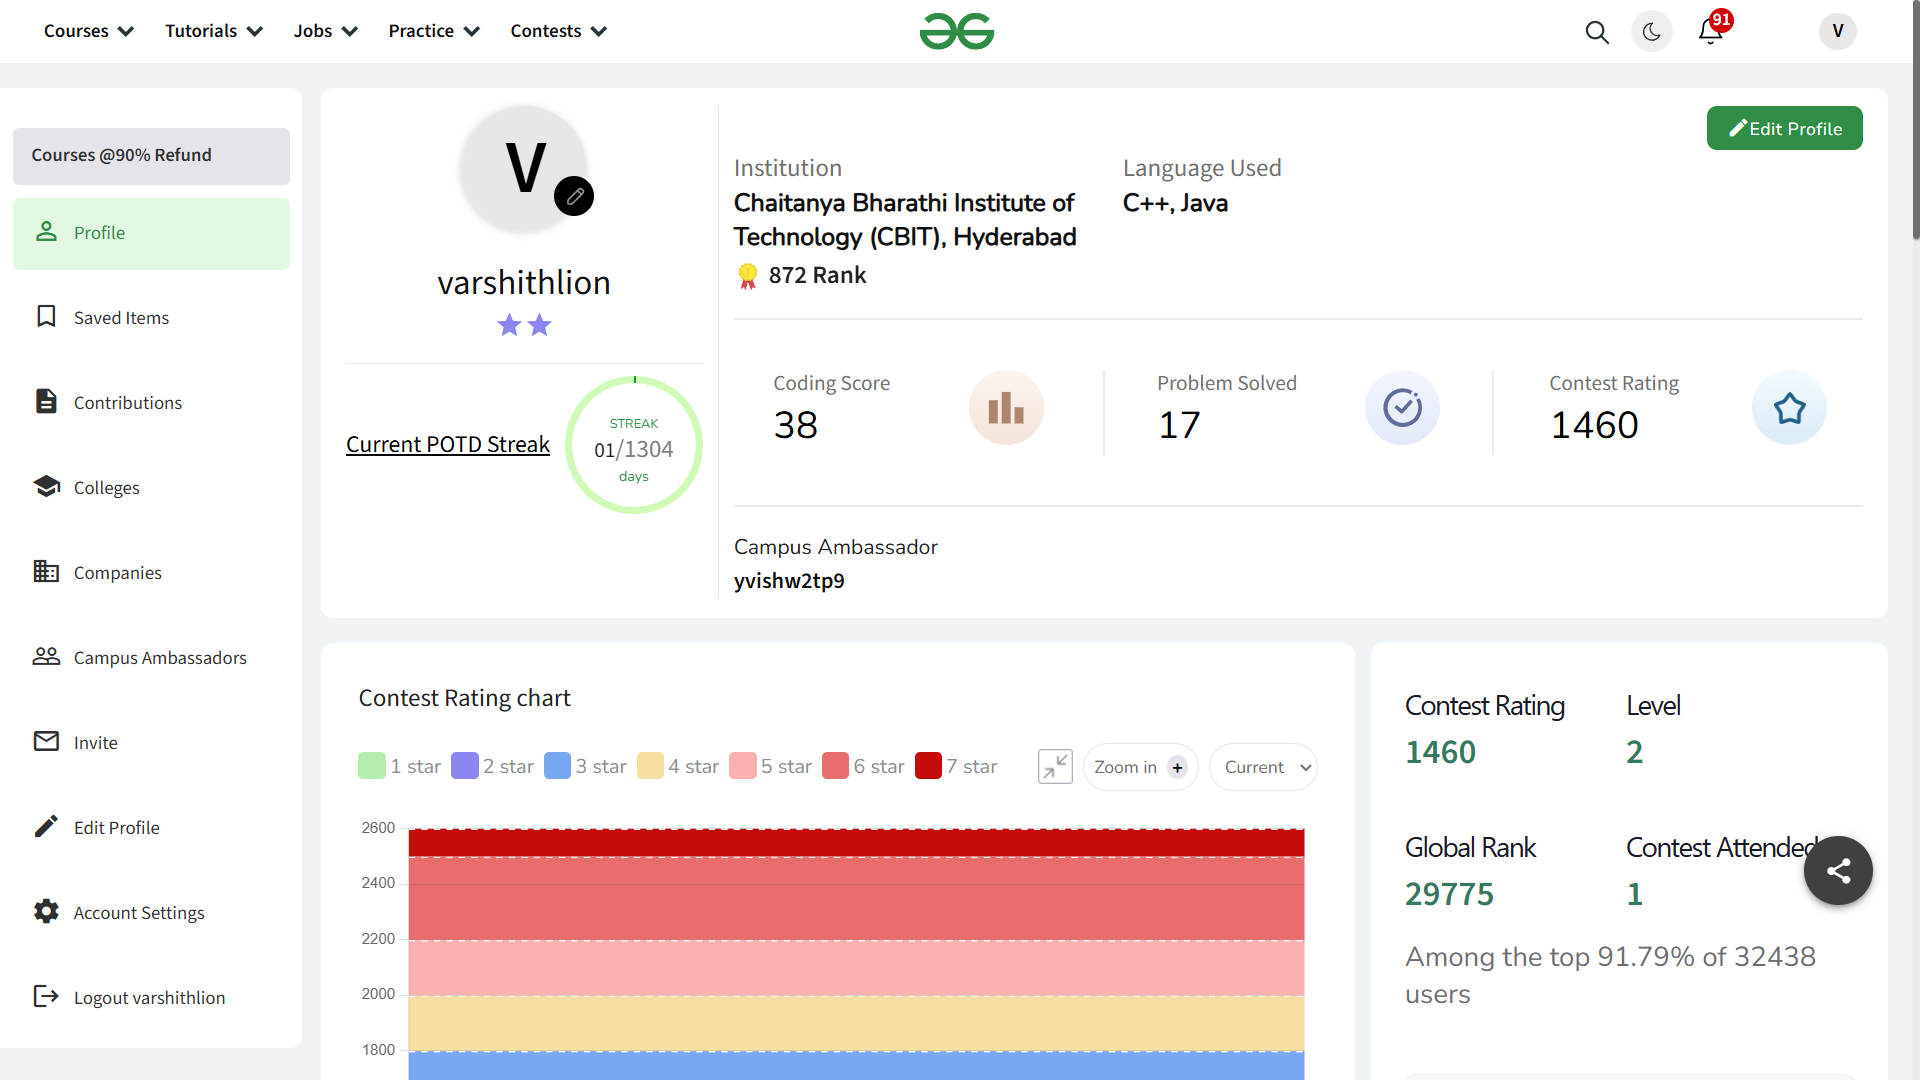 Courses Tutorials Jobs Practice Contests
91
V
Courses @90% Refund
Profile
Saved Items
Contributions
Colleges
Companies
Campus Ambassadors
Invite
Edit Profile
Account Settings
Logout varshithlion
V
varshithlion
Current POTD Streak
STREAK
01/1304
days
Edit Profile
Institution
Chaitanya Bharathi Institute of
Technology (CBIT), Hyderabad
872 Rank
Language Used
C++, Java
Coding Score
38
Problem Solved
17
Contest Rating
1460
Campus Ambassador
yvishw2tp9
Contest Rating chart
1 star 2 star 3 star 4 star 5 star 6 star 7 star
Zoom in +
Current
2600
2400
2200
2000
1800
Contest Rating
1460
Level
2
Global Rank
29775
Contest Attended
1
Among the top 91.79% of 32438
users